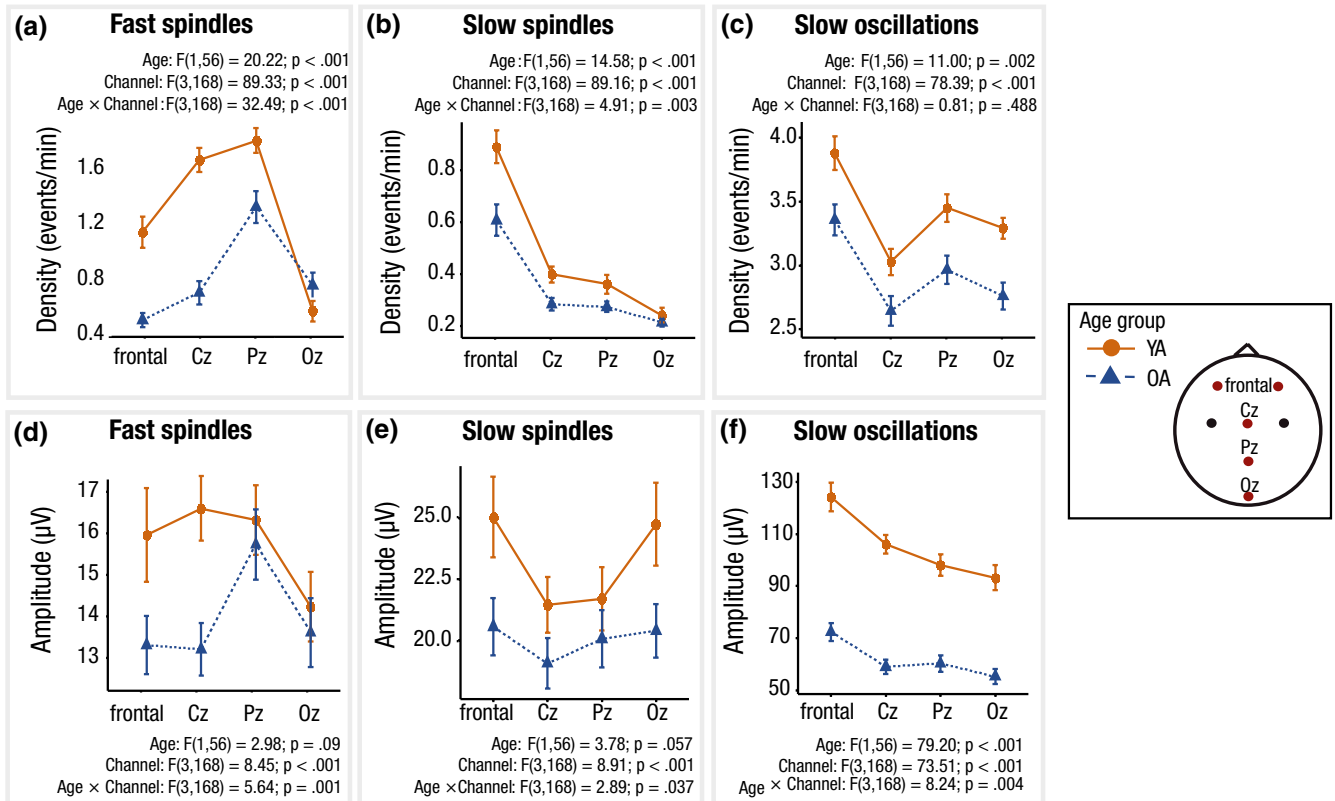 (a) Fast spindles
Age: F(1,56) = 20.22; p < .001
Channel: F(3,168) = 89.33; p < .001
Age × Channel: F(3,168) = 32.49; p < .001
Density (events/min)
1.6
1.2
0.8
0.4
frontal Cz Pz Oz
(b) Slow spindles
Age: F(1,56) = 14.58; p < .001
Channel: F(3,168) = 89.16; p < .001
Age × Channel: F(3,168) = 4.91; p = .003
Density (events/min)
0.8
0.6
0.4
0.2
frontal Cz Pz Oz
(c) Slow oscillations
Age: F(1,56) = 11.00; p = .002
Channel: F(3,168) = 78.39; p < .001
Age × Channel: F(3,168) = 0.81; p = .488
Density (events/min)
4.0
3.5
3.0
2.5
frontal Cz Pz Oz
(d) Fast spindles
Amplitude (µV)
17
16
15
14
13
frontal Cz Pz Oz
Age: F(1,56) = 2.98; p = .09
Channel: F(3,168) = 8.45; p < .001
Age × Channel: F(3,168) = 5.64; p = .001
(e) Slow spindles
Amplitude (µV)
25.0
22.5
20.0
frontal Cz Pz Oz
Age: F(1,56) = 3.78; p = .057
Channel: F(3,168) = 8.91; p < .001
Age ×Channel: F(3,168) = 2.89; p = .037
(f) Slow oscillations
Amplitude (µV)
130
110
90
70
50
frontal Cz Pz Oz
Age: F(1,56) = 79.20; p < .001
Channel: F(3,168) = 73.51; p < .001
Age × Channel: F(3,168) = 8.24; p = .004
Age group
YA
OA
frontal
Cz
Pz
Oz